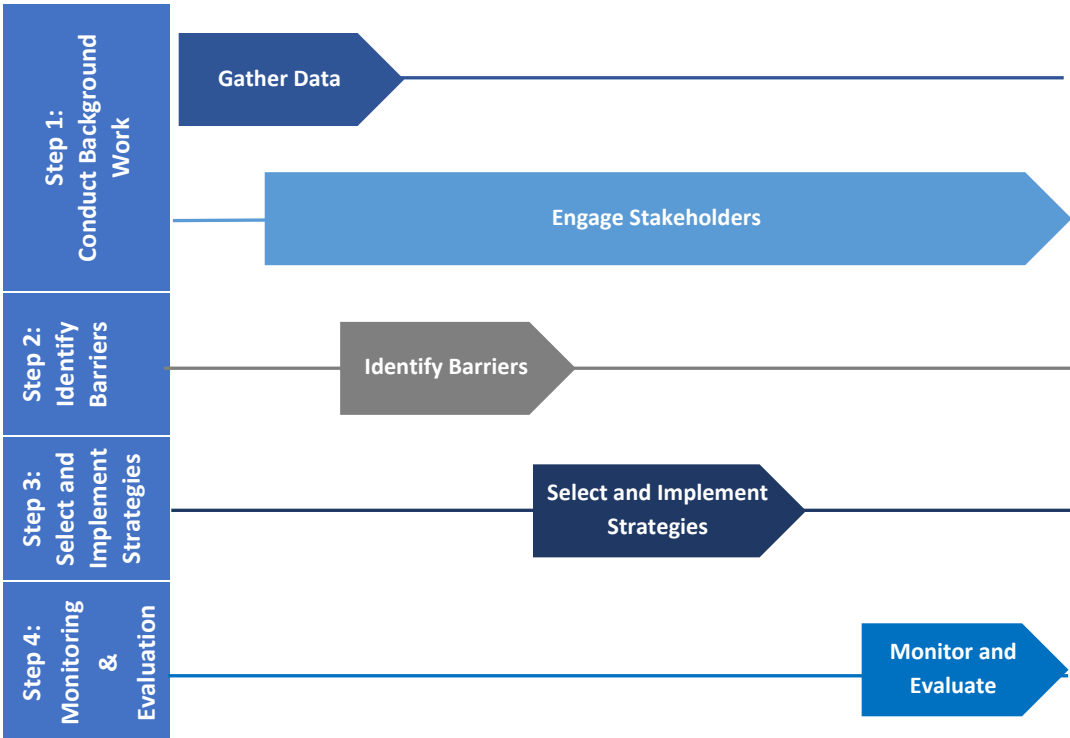 Step 1:
Conduct Background
Work
Gather Data
Engage Stakeholders
Step 2:
Identify
Barriers
Identify Barriers
Step 3:
Select and
Implement
Strategies
Select and Implement
Strategies
Step 4:
Monitoring
&
Evaluation
Monitor and
Evaluate